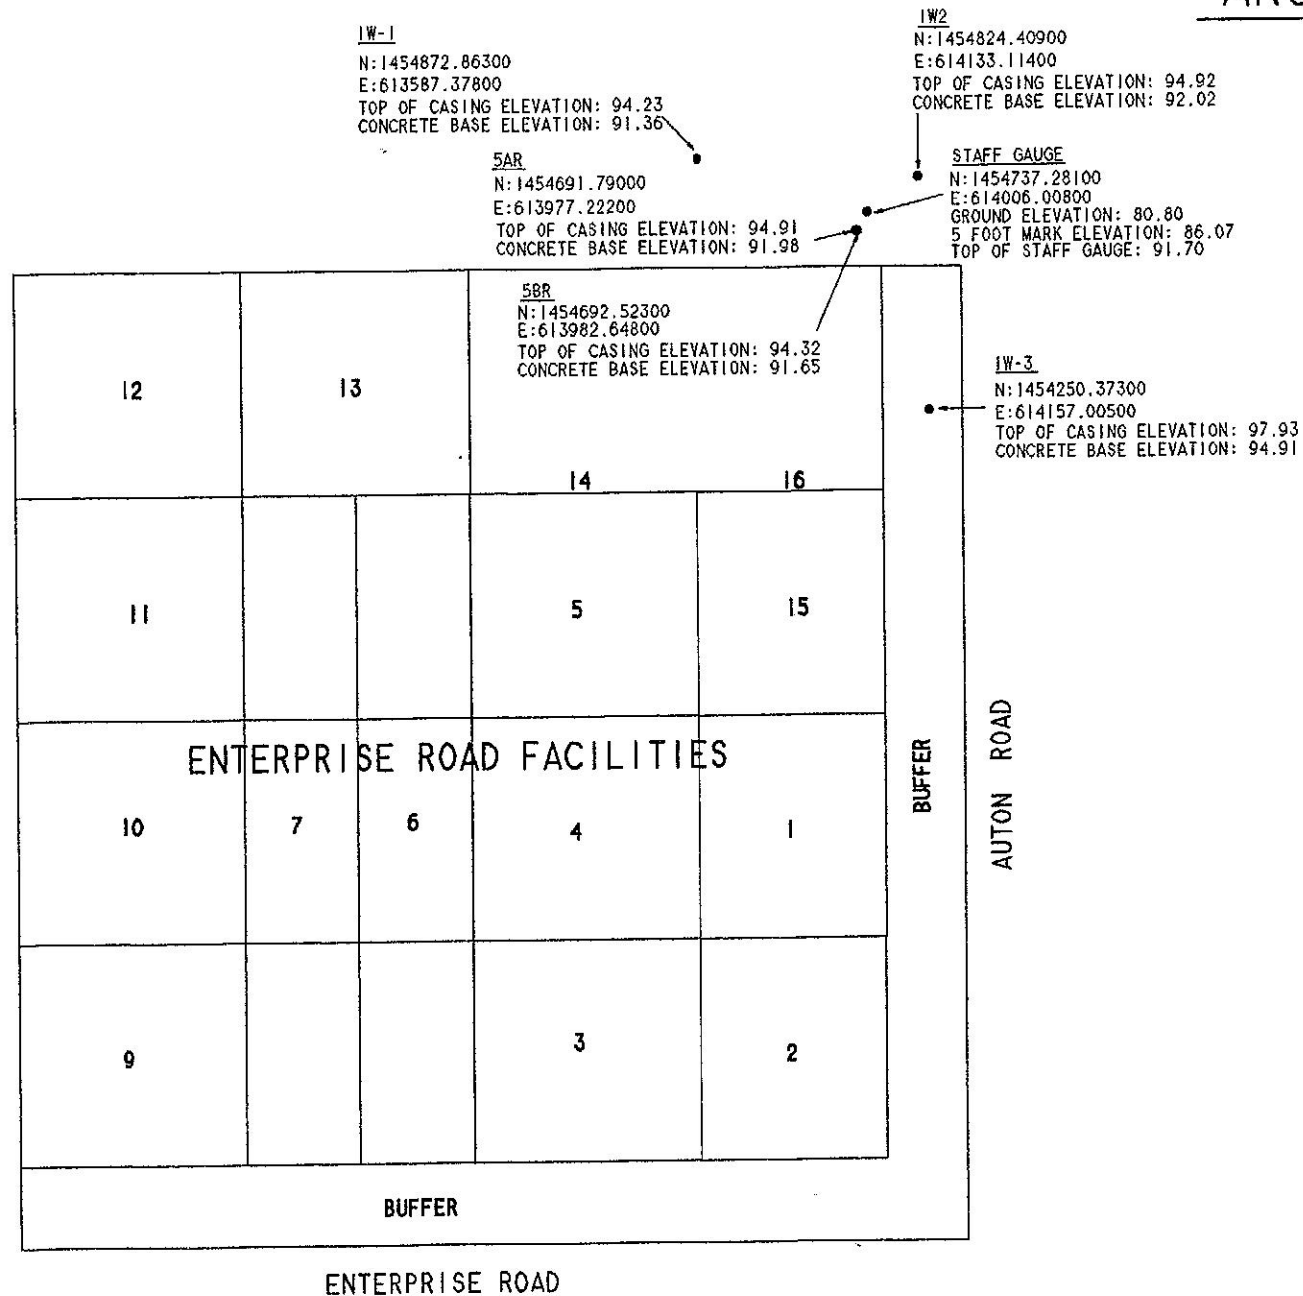 IW-1
N:1454872.86300
E:613587.37800
TOP OF CASING ELEVATION: 94.23
CONCRETE BASE ELEVATION: 91.36
IW2
N:1454824.40900
E:614133.11400
TOP OF CASING ELEVATION: 94.92
CONCRETE BASE ELEVATION: 92.02
5AR
N:1454691.79000
E:613977.22200
TOP OF CASING ELEVATION: 94.91
CONCRETE BASE ELEVATION: 91.98
STAFF GAUGE
N:1454737.28100
E:614006.00800
GROUND ELEVATION: 80.80
5 FOOT MARK ELEVATION: 86.07
TOP OF STAFF GAUGE: 91.70
5BR
N:1454692.52300
E:613982.64800
TOP OF CASING ELEVATION: 94.32
CONCRETE BASE ELEVATION: 91.65
IW-3
N:1454250.37300
E:614157.00500
TOP OF CASING ELEVATION: 97.93
CONCRETE BASE ELEVATION: 94.91
12
13
14
16
11
5
15
ENTERPRISE ROAD FACILITIES
10
7
6
4
1
BUFFER
AUTON ROAD
9
3
2
BUFFER
ENTERPRISE ROAD